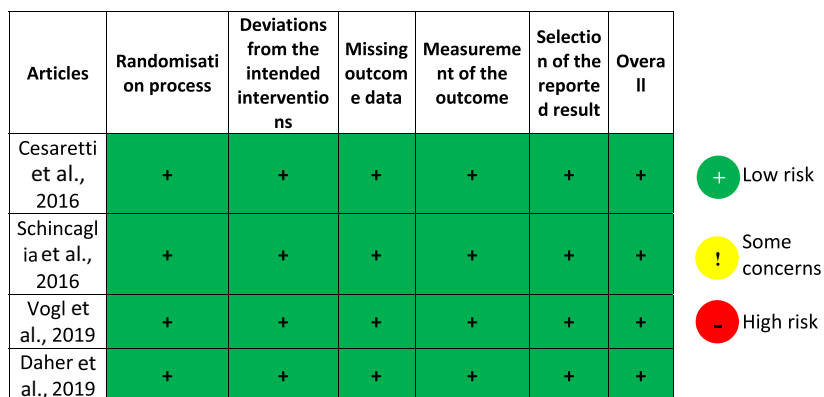 Articles
Randomisati
on process
Deviations
from the
intended
interventio
ns
Missing
outcom
e data
Measureme
nt of the
outcome
Selectio
n of the
reporte
d result
Overa
ll
Cesaretti
et al.,
2016
+ + + + + +
Schincagl
ia et al.,
2016
+ + + + + +
Vogl et
al., 2019
+ + + + + +
Daher et
al., 2019
+ + + + + +
+ Low risk
! Some
concerns
- High risk